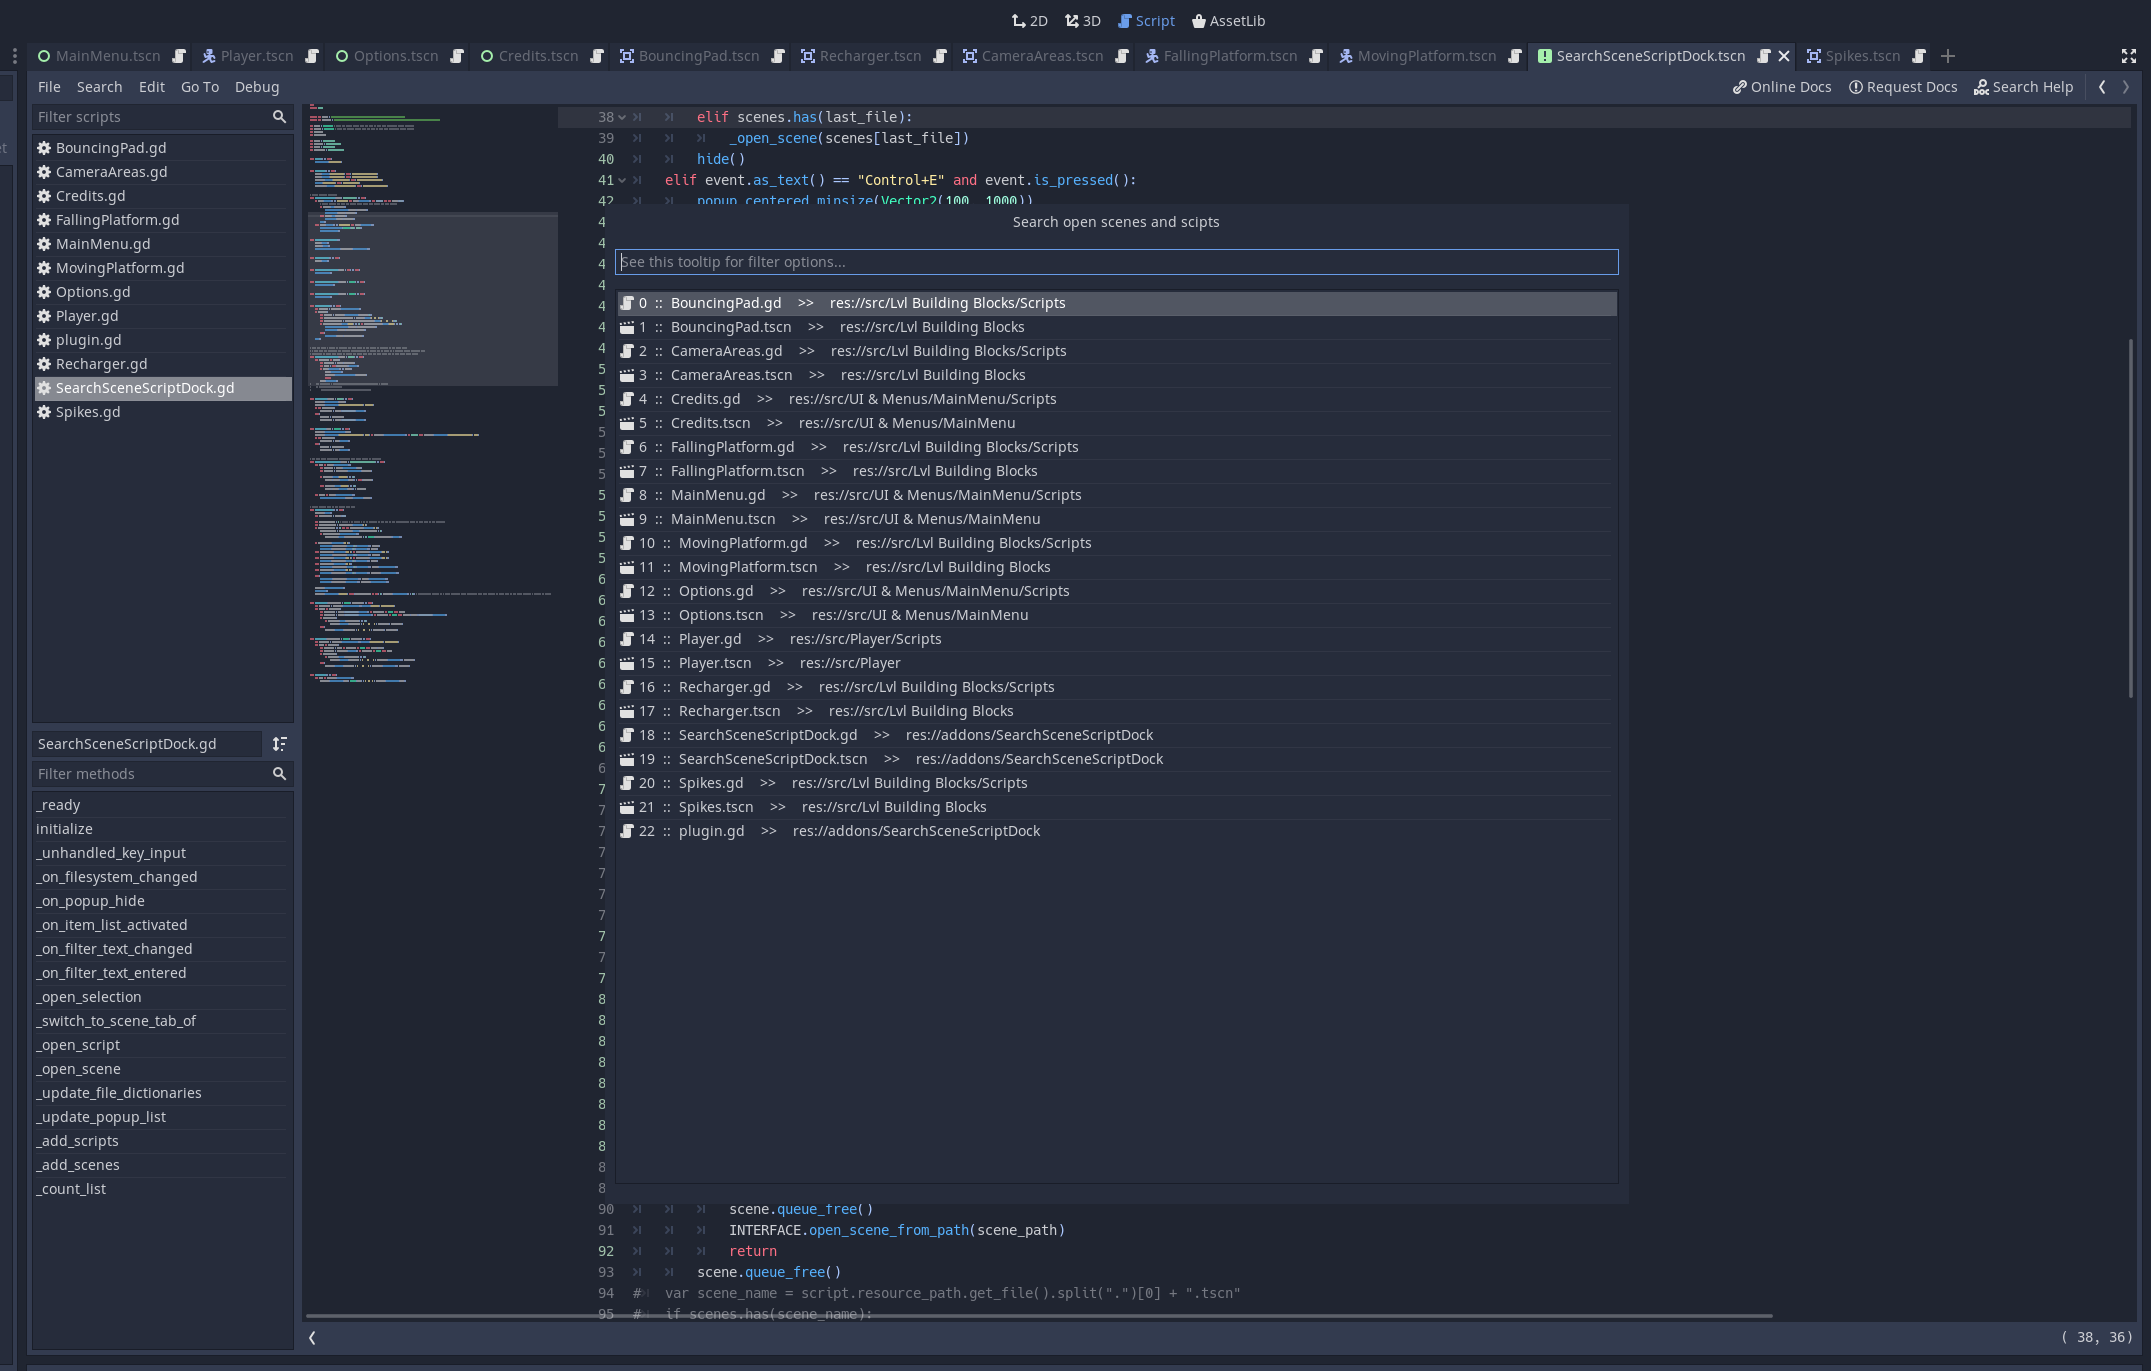 2D 3D Script AssetLib
MainMenu.tscn Player.tscn Options.tscn Credits.tscn BouncingPad.tscn Recharger.tscn CameraAreas.tscn FallingPlatform.tscn MovingPlatform.tscn SearchSceneScriptDock.tscn Spikes.tscn
File Search Edit Go To Debug
Online Docs Request Docs Search Help
Filter scripts
BouncingPad.gd
CameraAreas.gd
Credits.gd
FallingPlatform.gd
MainMenu.gd
MovingPlatform.gd
Options.gd
Player.gd
plugin.gd
Recharger.gd
SearchSceneScriptDock.gd
Spikes.gd
SearchSceneScriptDock.gd
Filter methods
_ready
initialize
_unhandled_key_input
_on_filesystem_changed
_on_popup_hide
_on_item_list_activated
_on_filter_text_changed
_on_filter_text_entered
_open_selection
_switch_to_scene_tab_of
_open_script
_open_scene
_update_file_dictionaries
_update_popup_list
_add_scripts
_add_scenes
_count_list
38 elif scenes.has(last_file):
39 _open_scene(scenes[last_file])
40 hide()
41 elif event.as_text() == "Control+E" and event.is_pressed():
42 popup_centered_minsize(Vector2(100, 1000))
Search open scenes and scipts
See this tooltip for filter options...
0 :: BouncingPad.gd >> res://src/Lvl Building Blocks/Scripts
1 :: BouncingPad.tscn >> res://src/Lvl Building Blocks
2 :: CameraAreas.gd >> res://src/Lvl Building Blocks/Scripts
3 :: CameraAreas.tscn >> res://src/Lvl Building Blocks
4 :: Credits.gd >> res://src/UI & Menus/MainMenu/Scripts
5 :: Credits.tscn >> res://src/UI & Menus/MainMenu
6 :: FallingPlatform.gd >> res://src/Lvl Building Blocks/Scripts
7 :: FallingPlatform.tscn >> res://src/Lvl Building Blocks
8 :: MainMenu.gd >> res://src/UI & Menus/MainMenu/Scripts
9 :: MainMenu.tscn >> res://src/UI & Menus/MainMenu
10 :: MovingPlatform.gd >> res://src/Lvl Building Blocks/Scripts
11 :: MovingPlatform.tscn >> res://src/Lvl Building Blocks
12 :: Options.gd >> res://src/UI & Menus/MainMenu/Scripts
13 :: Options.tscn >> res://src/UI & Menus/MainMenu
14 :: Player.gd >> res://src/Player/Scripts
15 :: Player.tscn >> res://src/Player
16 :: Recharger.gd >> res://src/Lvl Building Blocks/Scripts
17 :: Recharger.tscn >> res://src/Lvl Building Blocks
18 :: SearchSceneScriptDock.gd >> res://addons/SearchSceneScriptDock
19 :: SearchSceneScriptDock.tscn >> res://addons/SearchSceneScriptDock
20 :: Spikes.gd >> res://src/Lvl Building Blocks/Scripts
21 :: Spikes.tscn >> res://src/Lvl Building Blocks
22 :: plugin.gd >> res://addons/SearchSceneScriptDock
90 scene.queue_free()
91 INTERFACE.open_scene_from_path(scene_path)
92 return
93 scene.queue_free()
94 # var scene_name = script.resource_path.get_file().split(".")[0] + ".tscn"
95 # if scenes.has(scene_name):
( 38, 36)